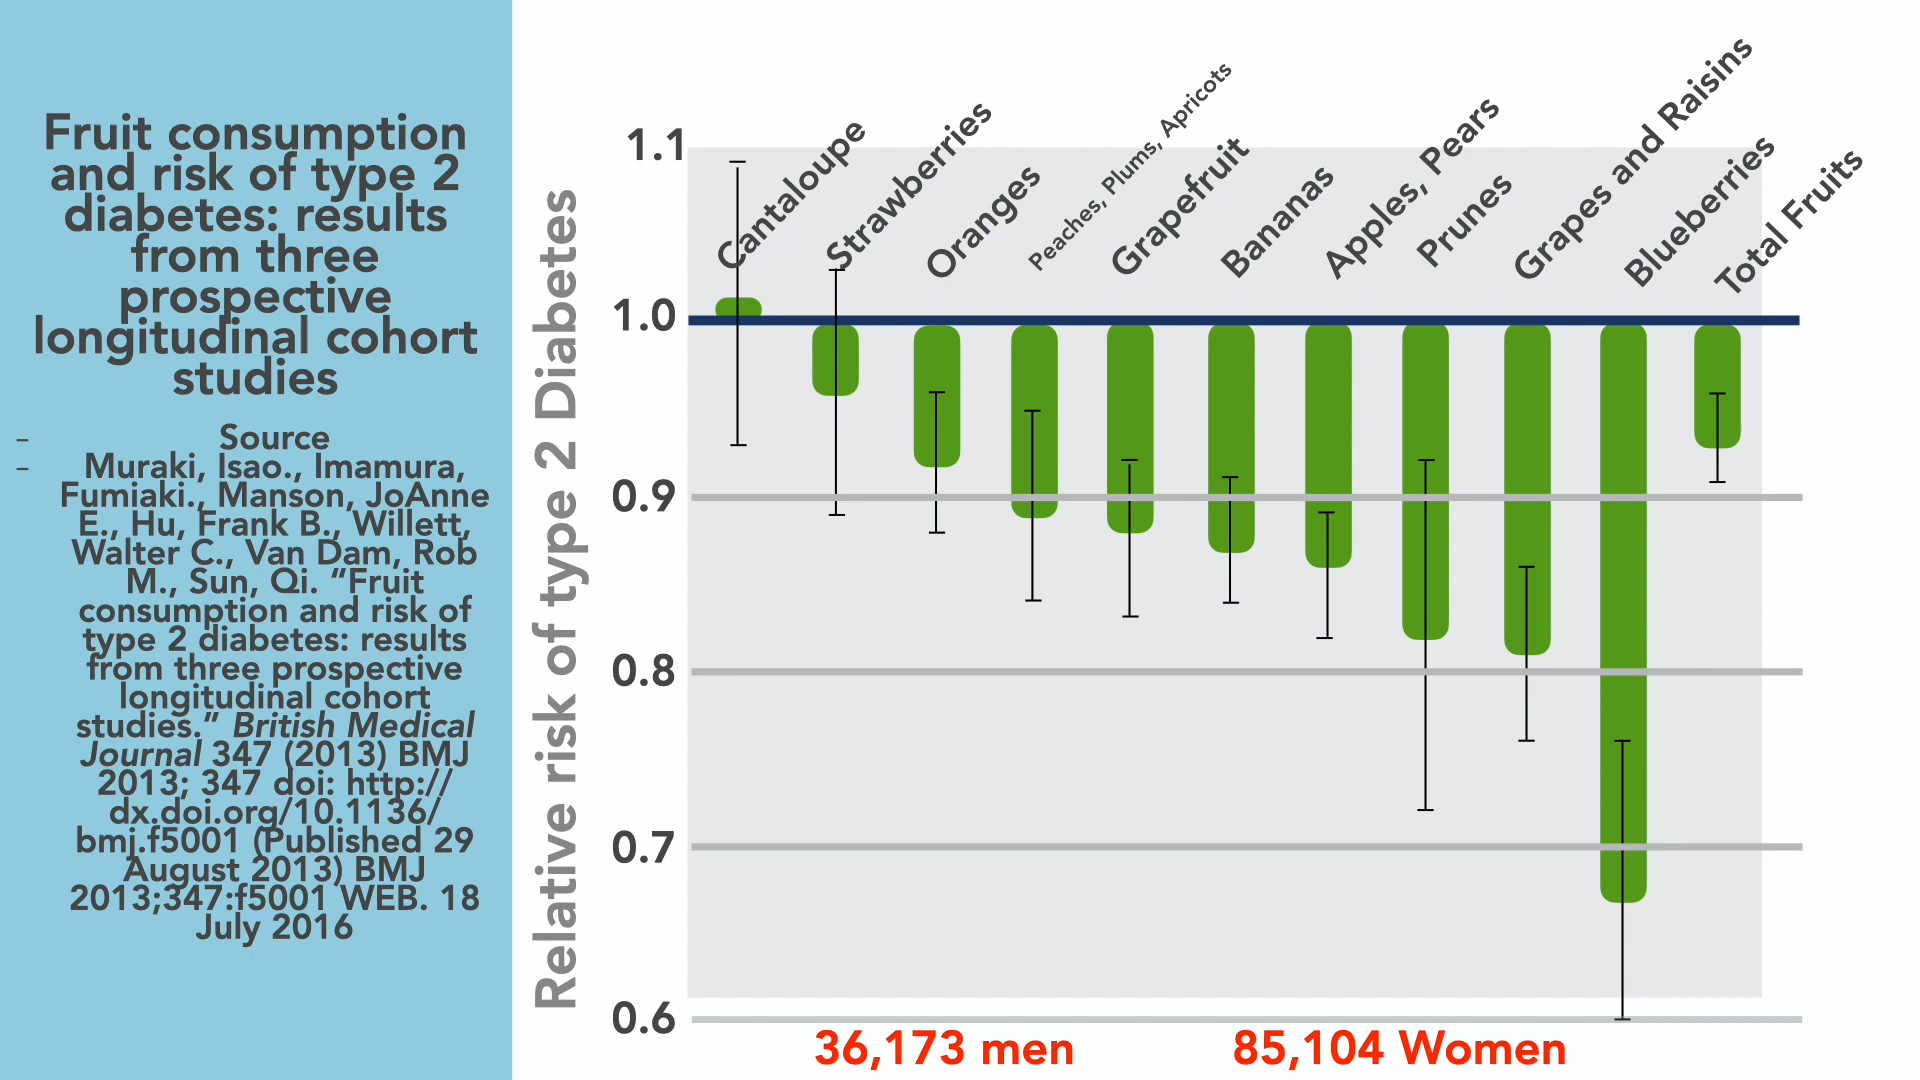 Fruit consumption
and risk of type 2
diabetes: results
from three
prospective
longitudinal cohort
studies
– Source
– Muraki, Isao., Imamura,
Fumiaki., Manson, JoAnne
E., Hu, Frank B., Willett,
Walter C., Van Dam, Rob
M., Sun, Qi. “Fruit
consumption and risk of
type 2 diabetes: results
from three prospective
longitudinal cohort
studies.” British Medical
Journal 347 (2013) BMJ
2013; 347 doi: http://
dx.doi.org/10.1136/
bmj.f5001 (Published 29
August 2013) BMJ
2013;347:f5001 WEB. 18
July 2016
Relative risk of type 2 Diabetes
1.1
1.0
0.9
0.8
0.7
0.6
Cantaloupe
Strawberries
Oranges
Peaches, Plums, Apricots
Grapefruit
Bananas
Apples, Pears
Prunes
Grapes and Raisins
Blueberries
Total Fruits
36,173 men
85,104 Women